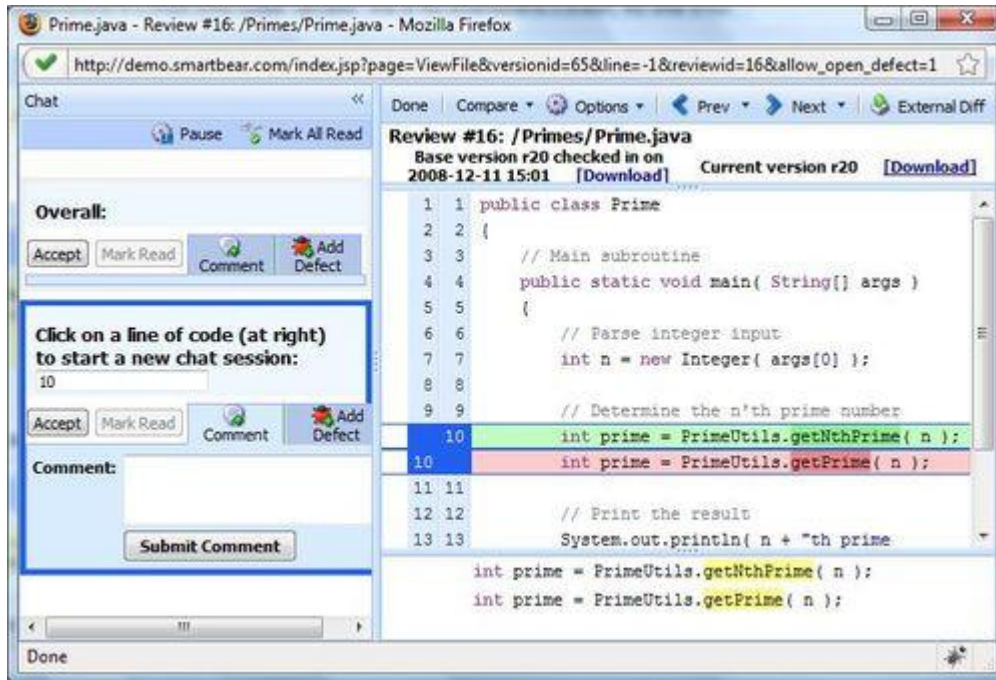 Prime.java - Review #16: /Primes/Prime.java - Mozilla Firefox
http://demo.smartbear.com/index.jsp?page=ViewFile&versionid=65&line=-1&reviewid=16&allow_open_defect=1
Chat «
Pause Mark All Read
Overall:
Accept Mark Read Comment Add Defect
Click on a line of code (at right)
to start a new chat session:
10
Accept Mark Read Comment Add Defect
Comment:
Submit Comment
Done Compare Options Prev Next External Diff
Review #16: /Primes/Prime.java
Base version r20 checked in on
2008-12-11 15:01 [Download]
Current version r20 [Download]
1 1 public class Prime
2 2 {
3 3 // Main subroutine
4 4 public static void main( String[] args )
5 5 {
6 6 // Parse integer input
7 7 int n = new Integer( args[0] );
8 8
9 9 // Determine the n'th prime number
10 int prime = PrimeUtils.getNthPrime( n );
10 int prime = PrimeUtils.getPrime( n );
11 11
12 12 // Print the result
13 13 System.out.println( n + "th prime
int prime = PrimeUtils.getNthPrime( n );
int prime = PrimeUtils.getPrime( n );
Done